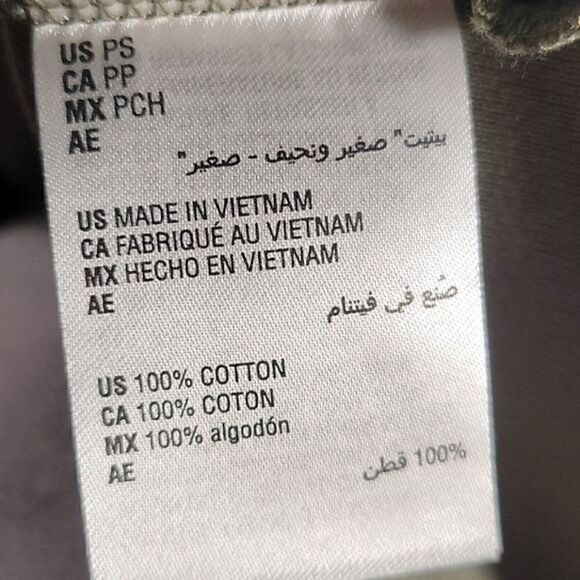 US PS
CA PP
MX PCH
AE
بيتيت" صغير ونحيف - صغير"
US MADE IN VIETNAM
CA FABRIQUÉ AU VIETNAM
MX HECHO EN VIETNAM
AE
صُنع في فيتنام
US 100% COTTON
CA 100% COTON
MX 100% algodón
AE
100% قطن